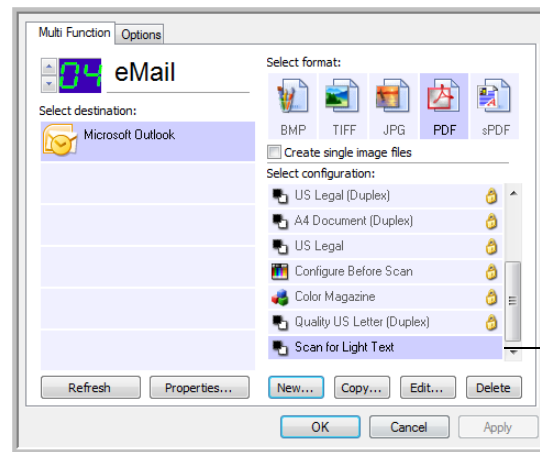 Multi Function Options
04 eMail
Select destination:
Microsoft Outlook
Refresh Properties...
Select format:
BMP TIFF JPG PDF sPDF
Create single image files
Select configuration:
US Legal (Duplex)
A4 Document (Duplex)
US Legal
Configure Before Scan
Color Magazine
Quality US Letter (Duplex)
Scan for Light Text
New... Copy... Edit... Delete
OK Cancel Apply